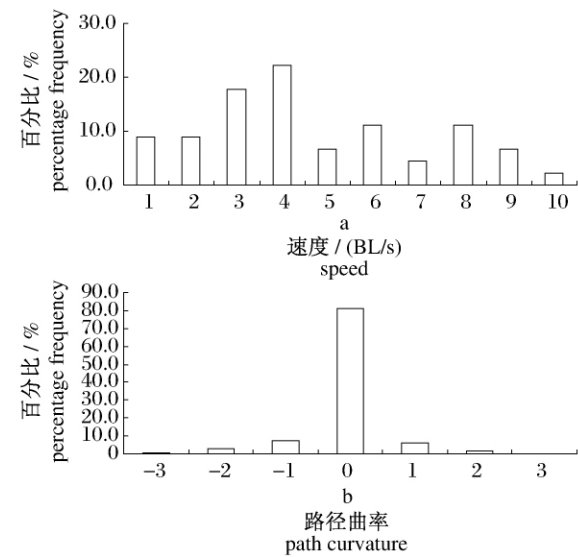 30.0
20.0
10.0
0.0
百分比 / %
percentage frequency
1 2 3 4 5 6 7 8 9 10
a
速度 / (BL/s)
speed
90.0
80.0
70.0
60.0
50.0
40.0
30.0
20.0
10.0
0
百分比 / %
percentage frequency
−3 −2 −1 0 1 2 3
b
路径曲率
path curvature